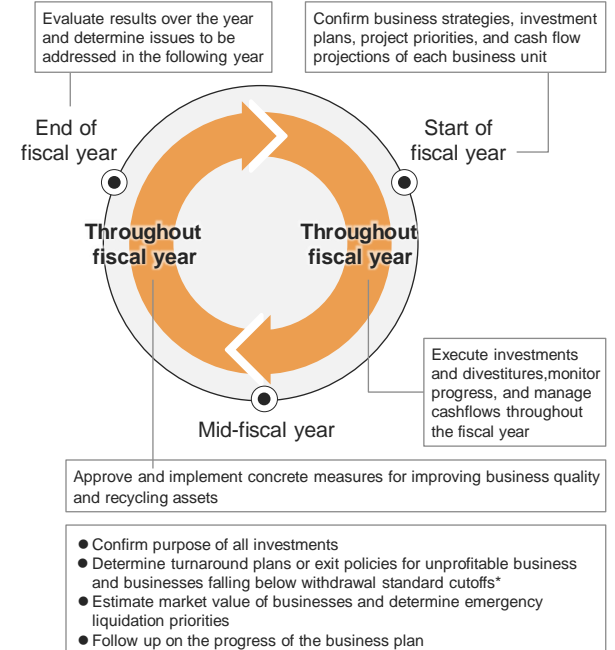 Evaluate results over the year
and determine issues to be
addressed in the following year
Confirm business strategies, investment
plans, project priorities, and cash flow
projections of each business unit
End of
fiscal year
Start of
fiscal year
Throughout
fiscal year
Throughout
fiscal year
Execute investments
and divestitures,monitor
progress, and manage
cashflows throughout
the fiscal year
Mid-fiscal year
Approve and implement concrete measures for improving business quality
and recycling assets
● Confirm purpose of all investments
● Determine turnaround plans or exit policies for unprofitable business
and businesses falling below withdrawal standard cutoffs*
● Estimate market value of businesses and determine emergency
liquidation priorities
● Follow up on the progress of the business plan